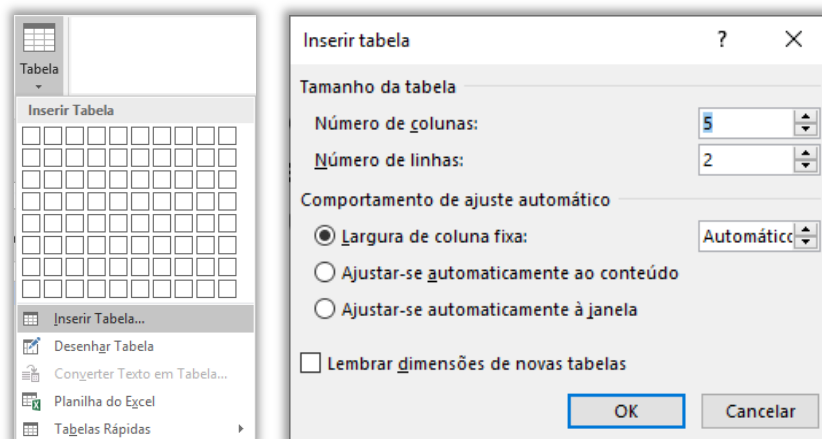 Tabela
Inserir Tabela
Inserir Tabela...
Desenhar Tabela
Converter Texto em Tabela...
Planilha do Excel
Tabelas Rápidas
Inserir tabela ? ×
Tamanho da tabela
Número de colunas: 5
Número de linhas: 2
Comportamento de ajuste automático
Largura de coluna fixa: Automático
Ajustar-se automaticamente ao conteúdo
Ajustar-se automaticamente à janela
Lembrar dimensões de novas tabelas
OK Cancelar